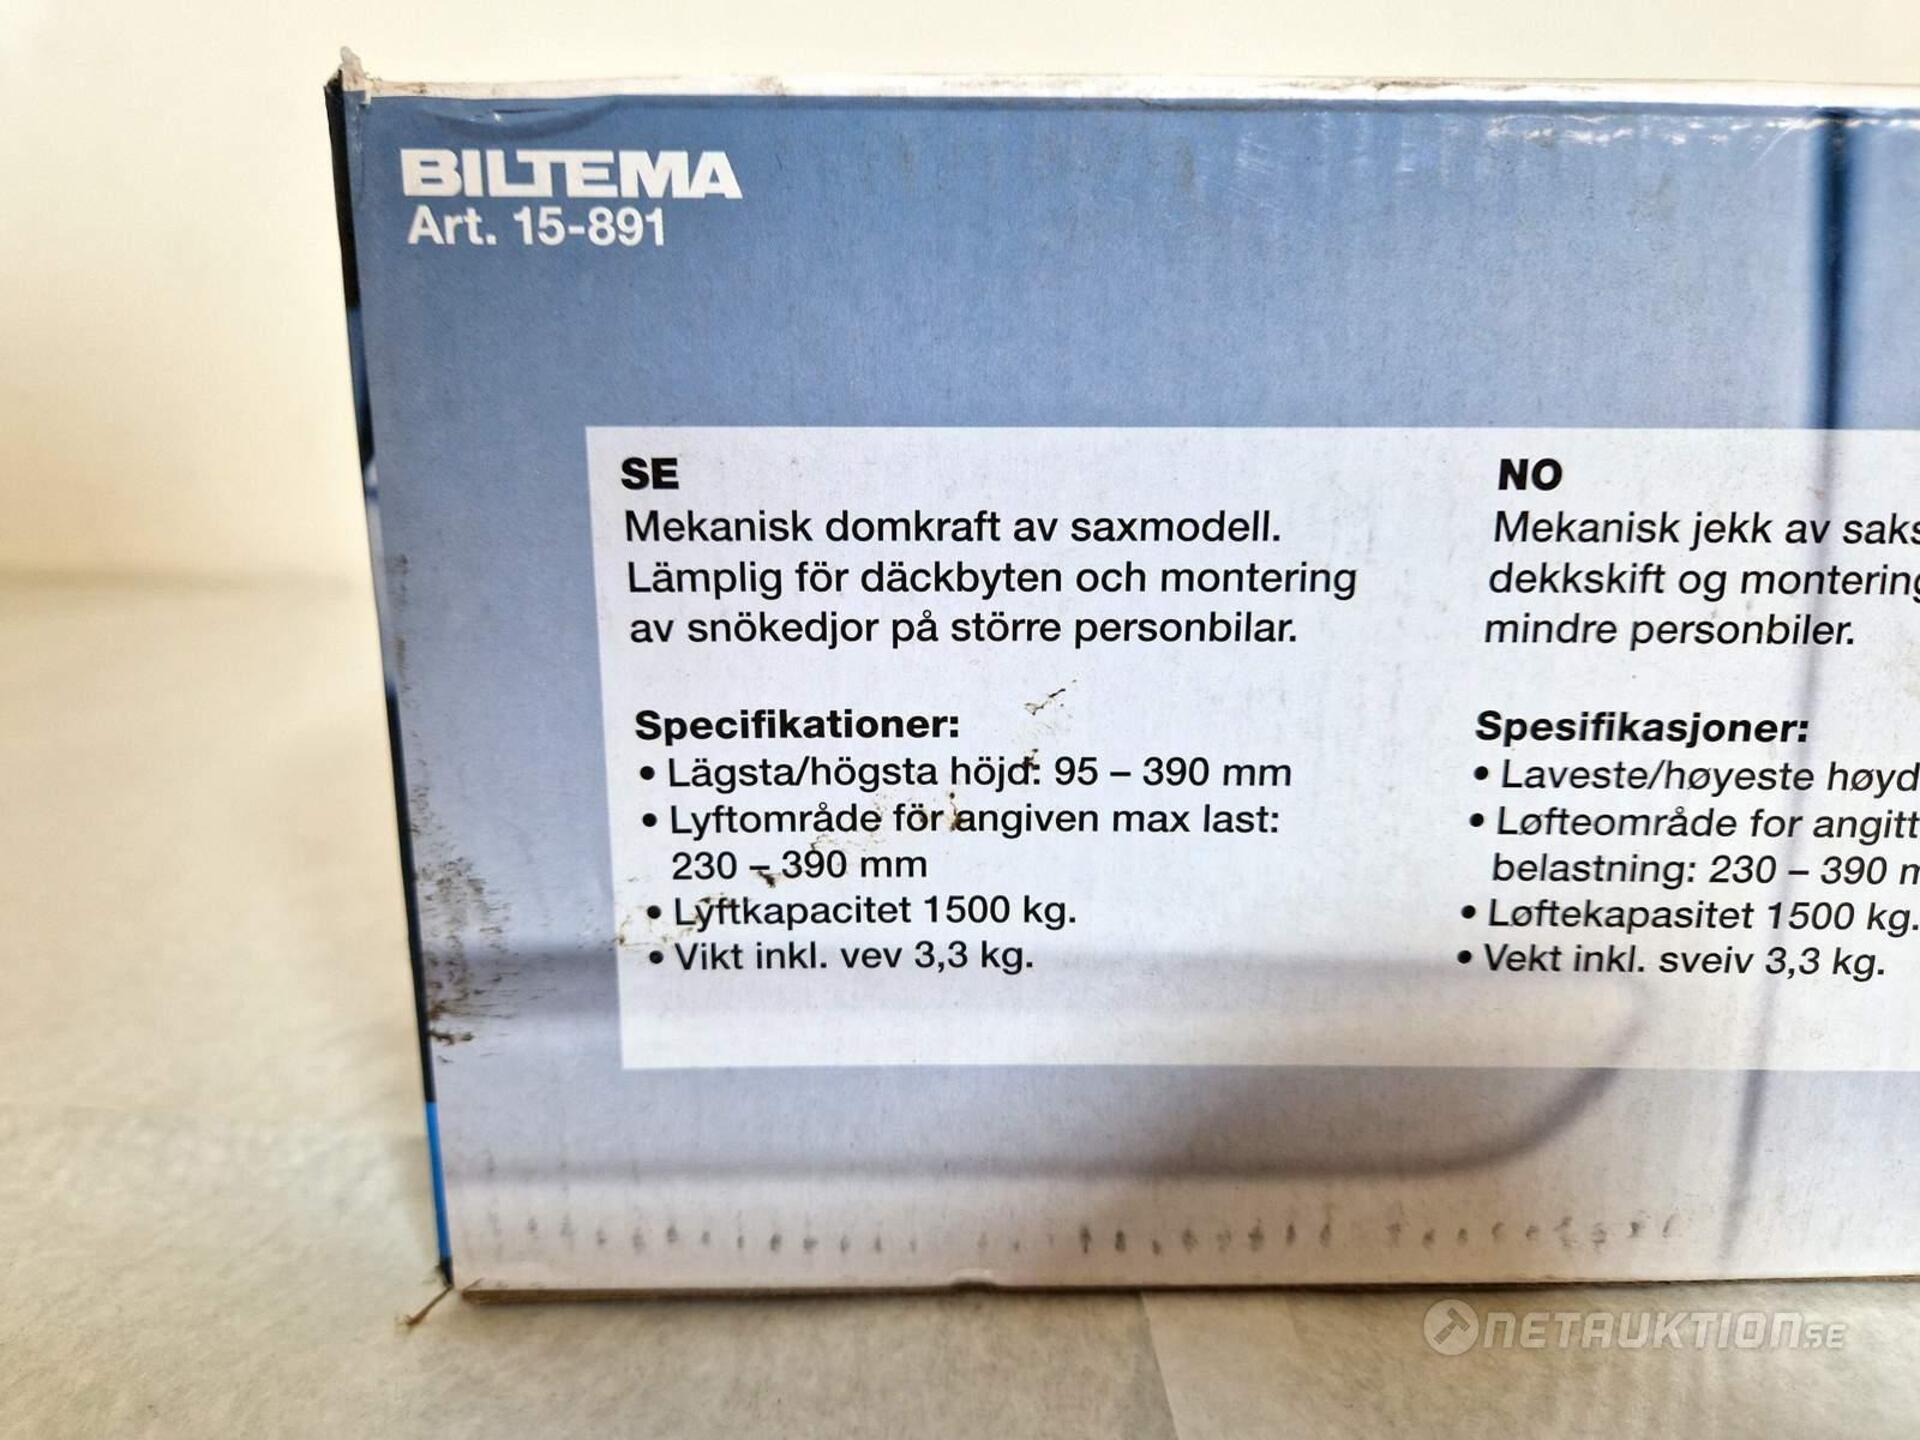 BILTEMA
Art. 15-891
SE
Mekanisk domkraft av saxmodell.
Lämplig för däckbyten och montering
av snökedjor på större personbilar.
Specifikationer:
• Lägsta/högsta höjd: 95 – 390 mm
• Lyftområde för angiven max last:
230 – 390 mm
• Lyftkapacitet 1500 kg.
• Vikt inkl. vev 3,3 kg.
NO
Mekanisk jekk av saks
dekkskift og montering
mindre personbiler.
Spesifikasjoner:
• Laveste/høyeste høyd
• Løfteområde for angitt
belastning: 230 – 390 m
• Løftekapasitet 1500 kg.
• Vekt inkl. sveiv 3,3 kg.
NETAUKTION.SE